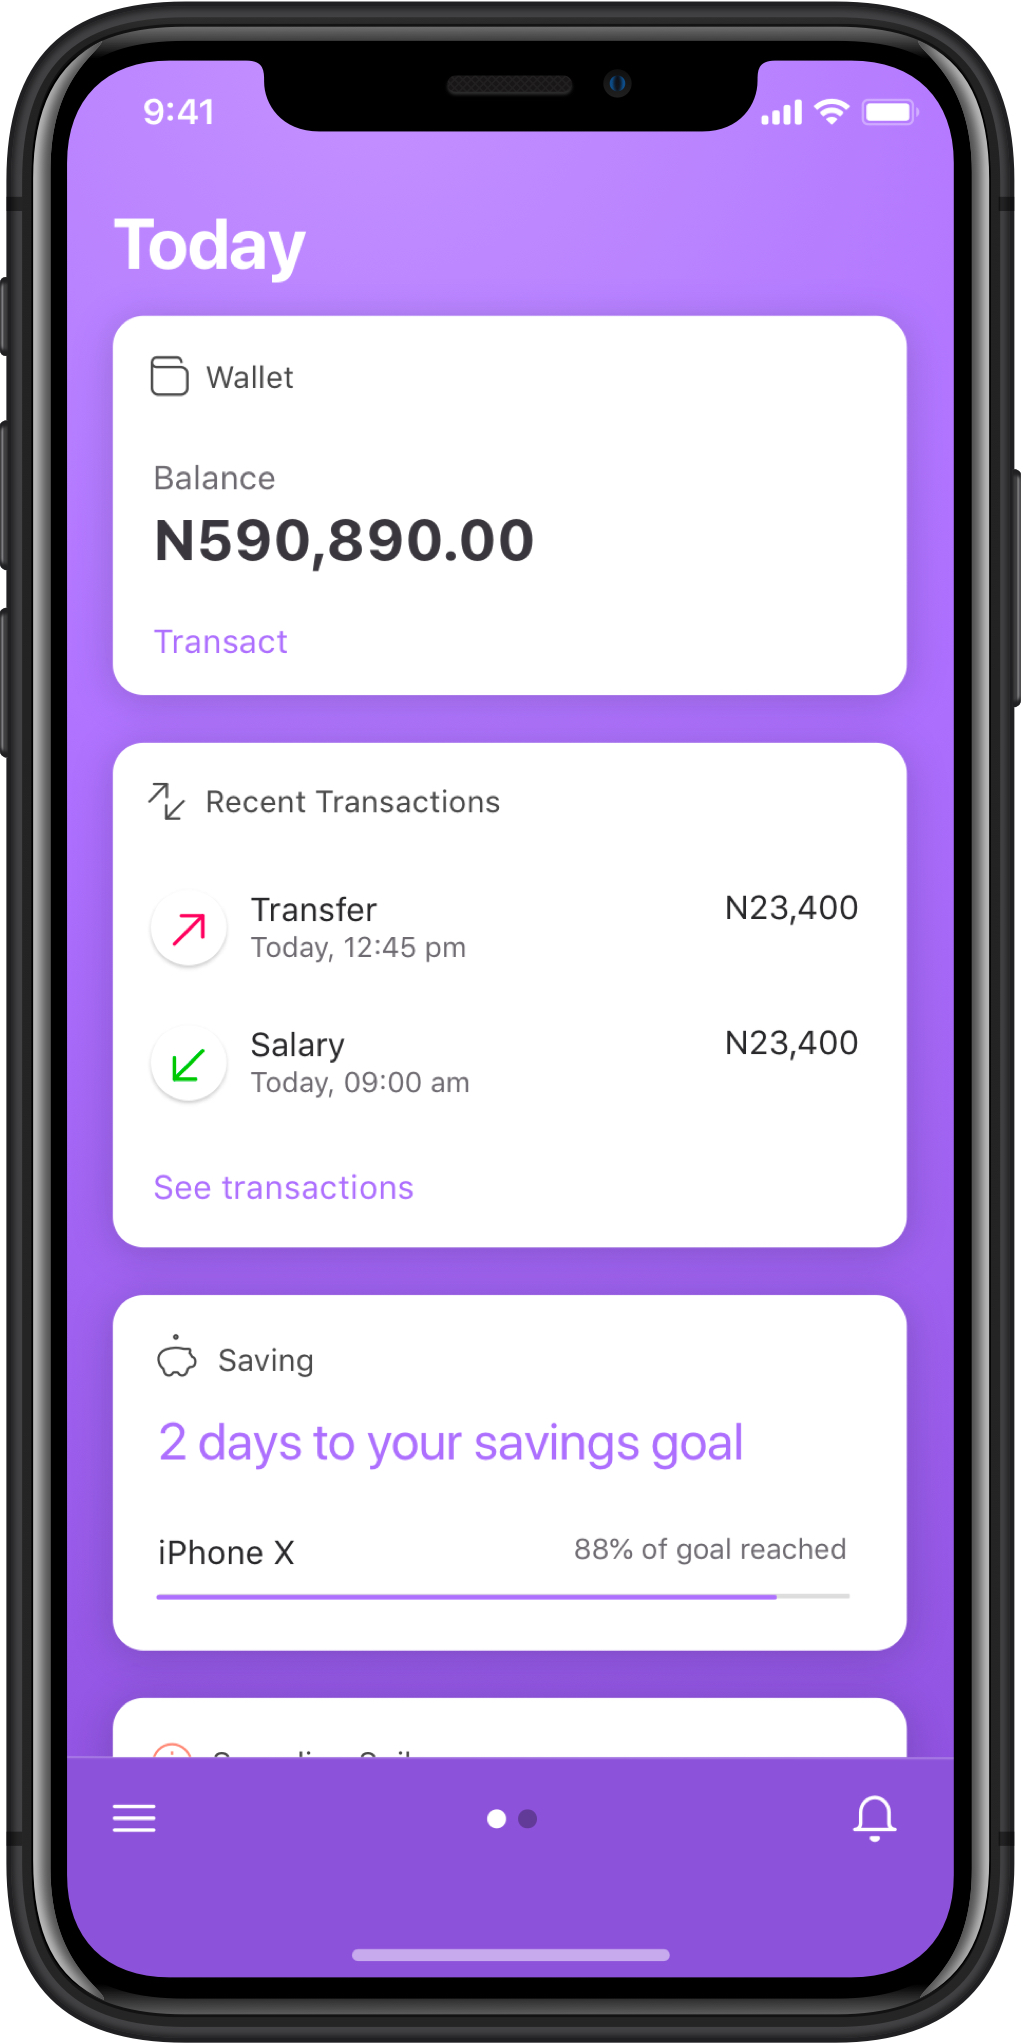 9:41
Today
Wallet
Balance
N590,890.00
Transact
Recent Transactions
Transfer
N23,400
Today, 12:45 pm
Salary
N23,400
Today, 09:00 am
See transactions
Saving
2 days to your savings goal
iPhone X
88% of goal reached